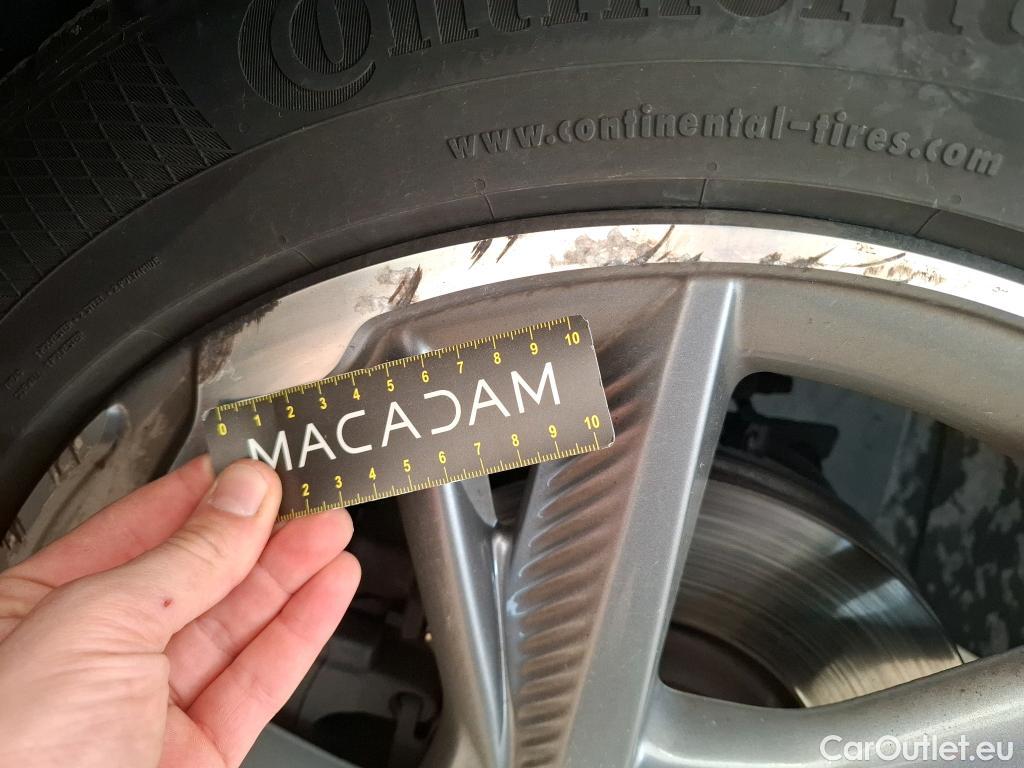 Continental
www.continental-tires.com
0 1 2 3 4 5 6 7 8 9 10
MACADAM
2 3 4 5 6 7 8 9 10
CarOutlet.eu